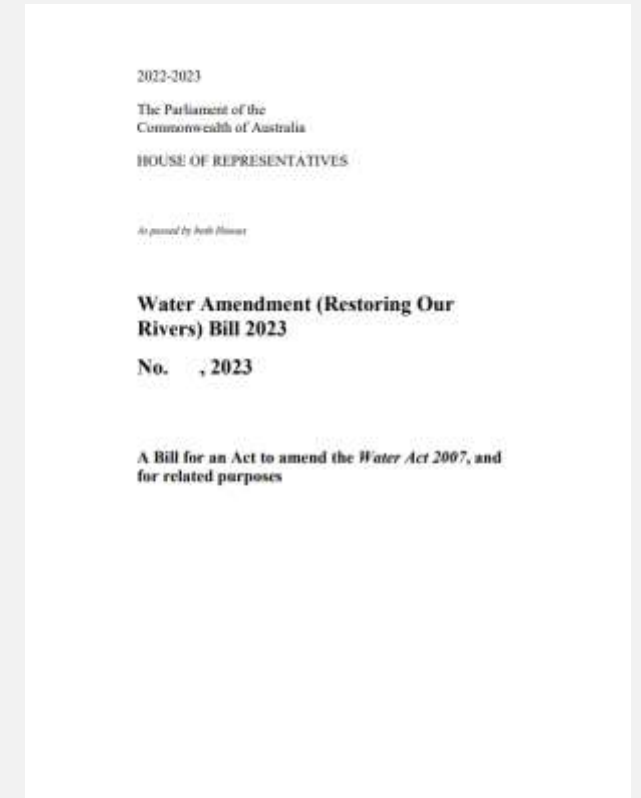 2022-2023
The Parliament of the
Commonwealth of Australia
HOUSE OF REPRESENTATIVES
As passed by both Houses
Water Amendment (Restoring Our
Rivers) Bill 2023
No.      , 2023
A Bill for an Act to amend the Water Act 2007, and
for related purposes